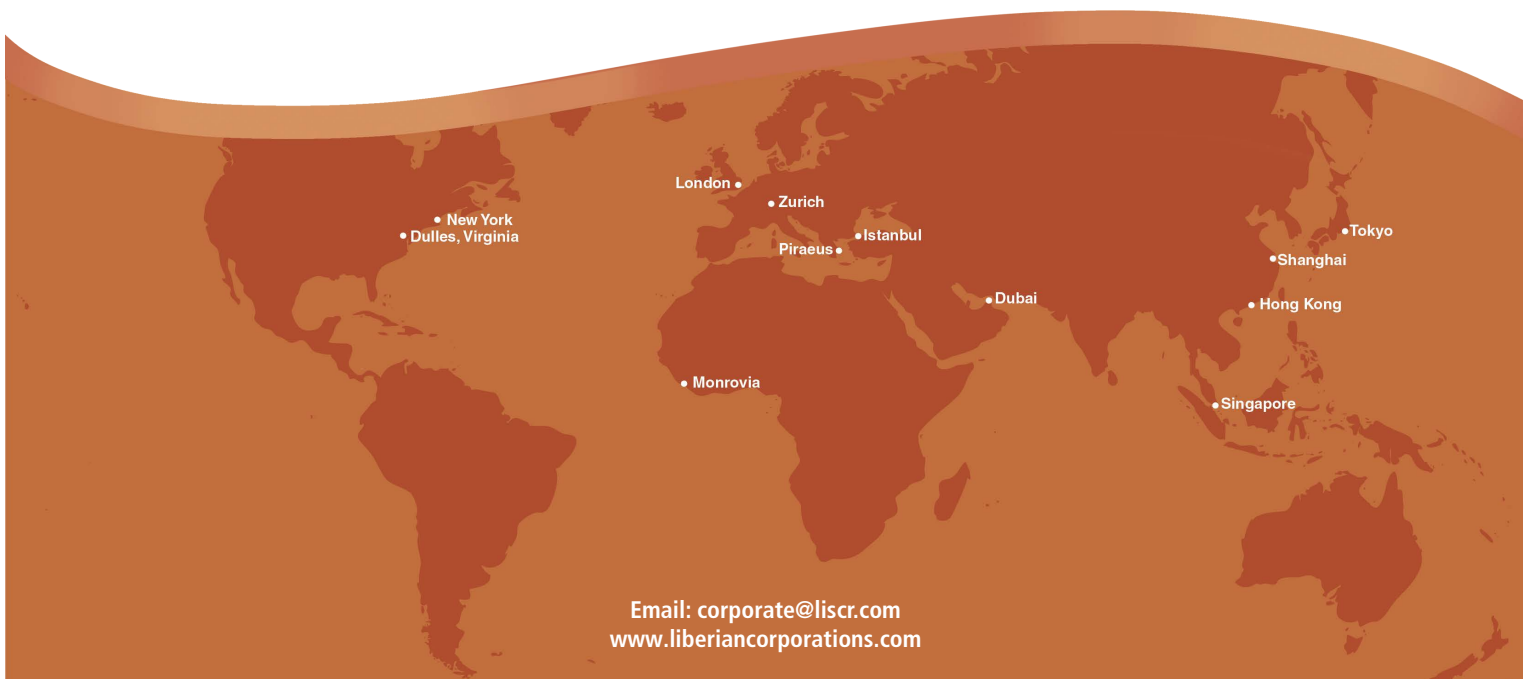 London
Zurich
New York
Dulles, Virginia
Istanbul
Piraeus
Tokyo
Shanghai
Dubai
Hong Kong
Monrovia
Singapore
Email: corporate@liscr.com
www.liberiancorporations.com